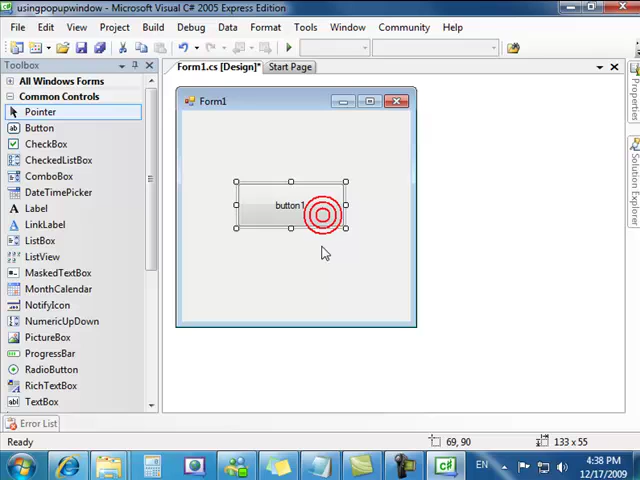 usingpopupwindow - Microsoft Visual C# 2005 Express Edition
File Edit View Project Build Debug Data Format Tools Window Community Help
Toolbox
Form1.cs [Design]* Start Page
All Windows Forms
Common Controls
Pointer
Button
CheckBox
CheckedListBox
ComboBox
DateTimePicker
Label
LinkLabel
ListBox
ListView
MaskedTextBox
MonthCalendar
NotifyIcon
NumericUpDown
PictureBox
ProgressBar
RadioButton
RichTextBox
TextBox
Form1
button1
Properties
Solution Explorer
Error List
Ready
69, 90
133 x 55
EN
4:38 PM
12/17/2009